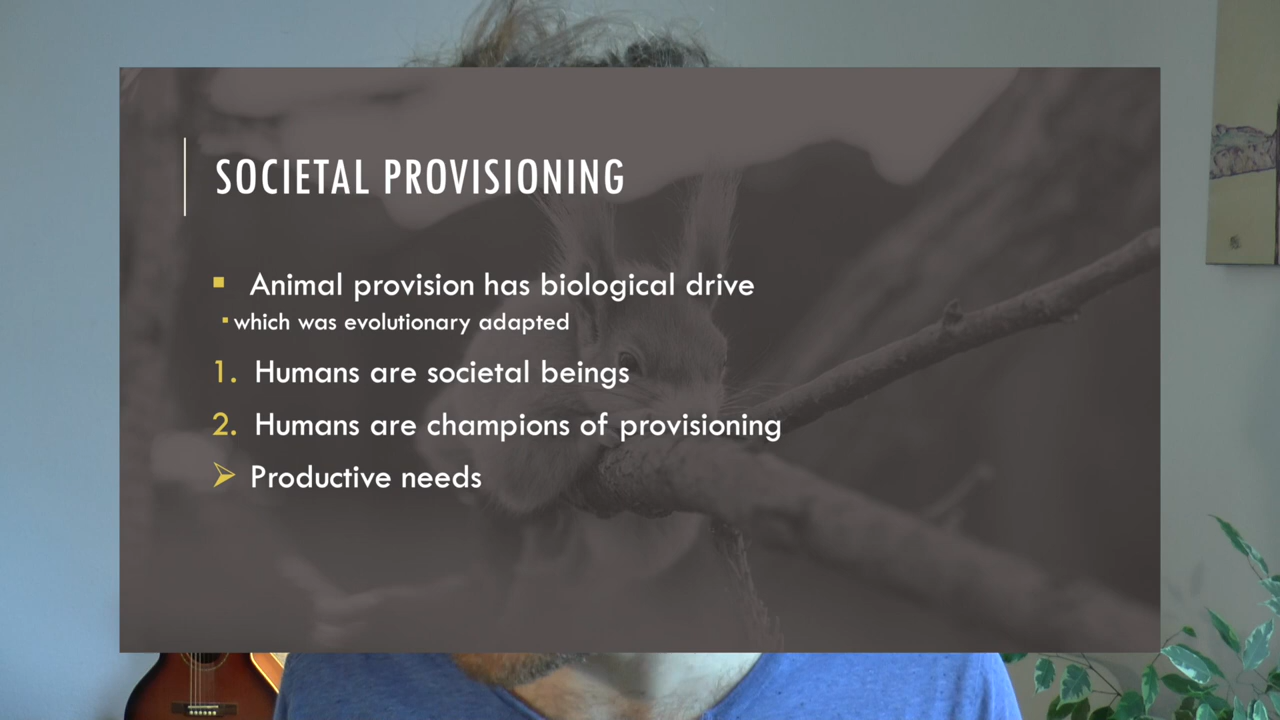 SOCIETAL PROVISIONING
▪ Animal provision has biological drive
▪ which was evolutionary adapted
1. Humans are societal beings
2. Humans are champions of provisioning
➢ Productive needs